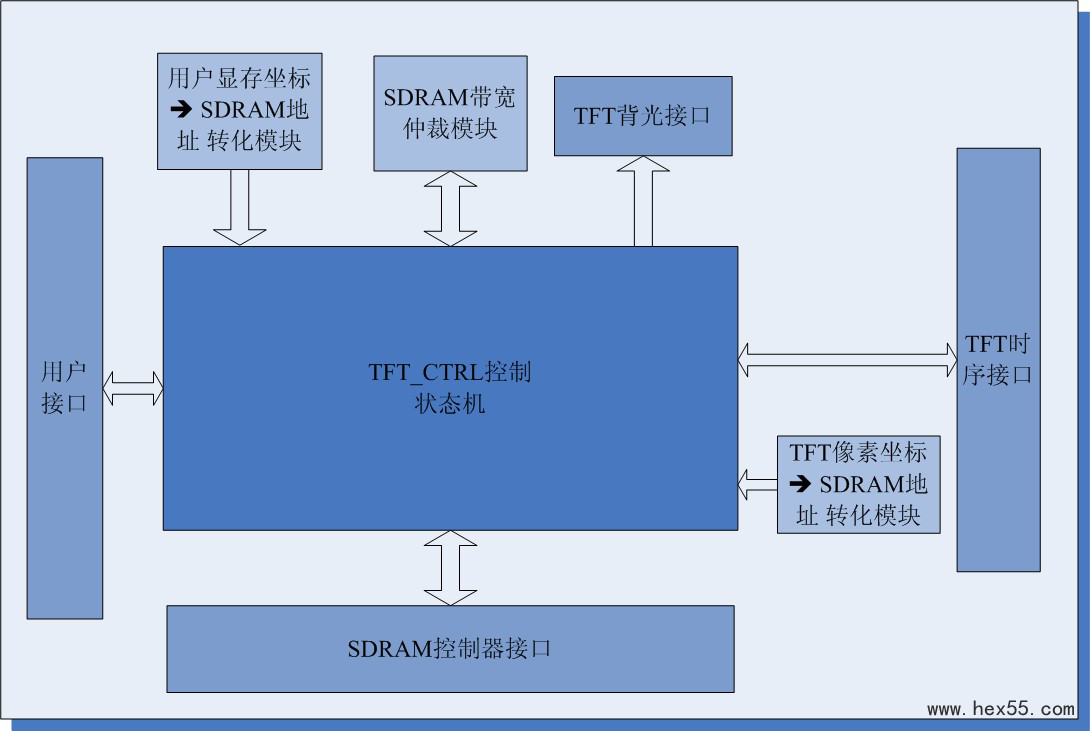 用户显存坐标
➔ SDRAM地
址 转化模块
SDRAM带宽
仲裁模块
TFT背光接口
用户
接口
TFT_CTRL控制
状态机
TFT时
序接口
TFT像素坐标
➔ SDRAM地
址 转化模块
SDRAM控制器接口
www.hex55.com